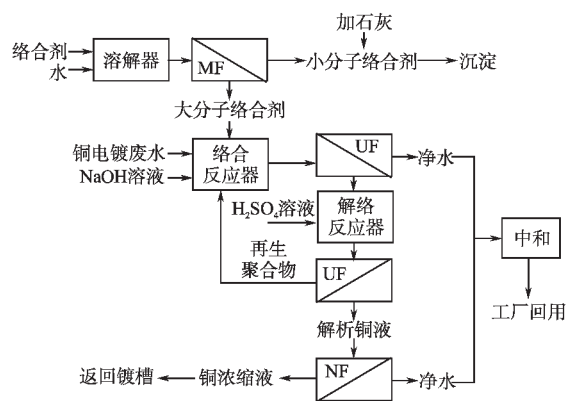 加石灰
络合剂
水
溶解器
MF
小分子络合剂
沉淀
大分子络合剂
铜电镀废水
NaOH溶液
络合
反应器
UF
净水
H₂SO₄溶液
解络
反应器
中和
再生
聚合物
UF
工厂回用
解析铜液
返回镀槽
铜浓缩液
NF
净水